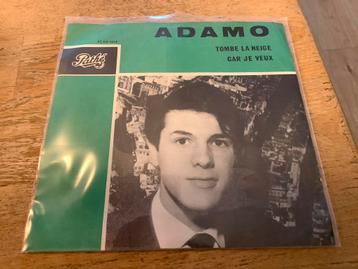 ADAMO
Pathé
TOMBE LA NEIGE
CAR JE VEUX